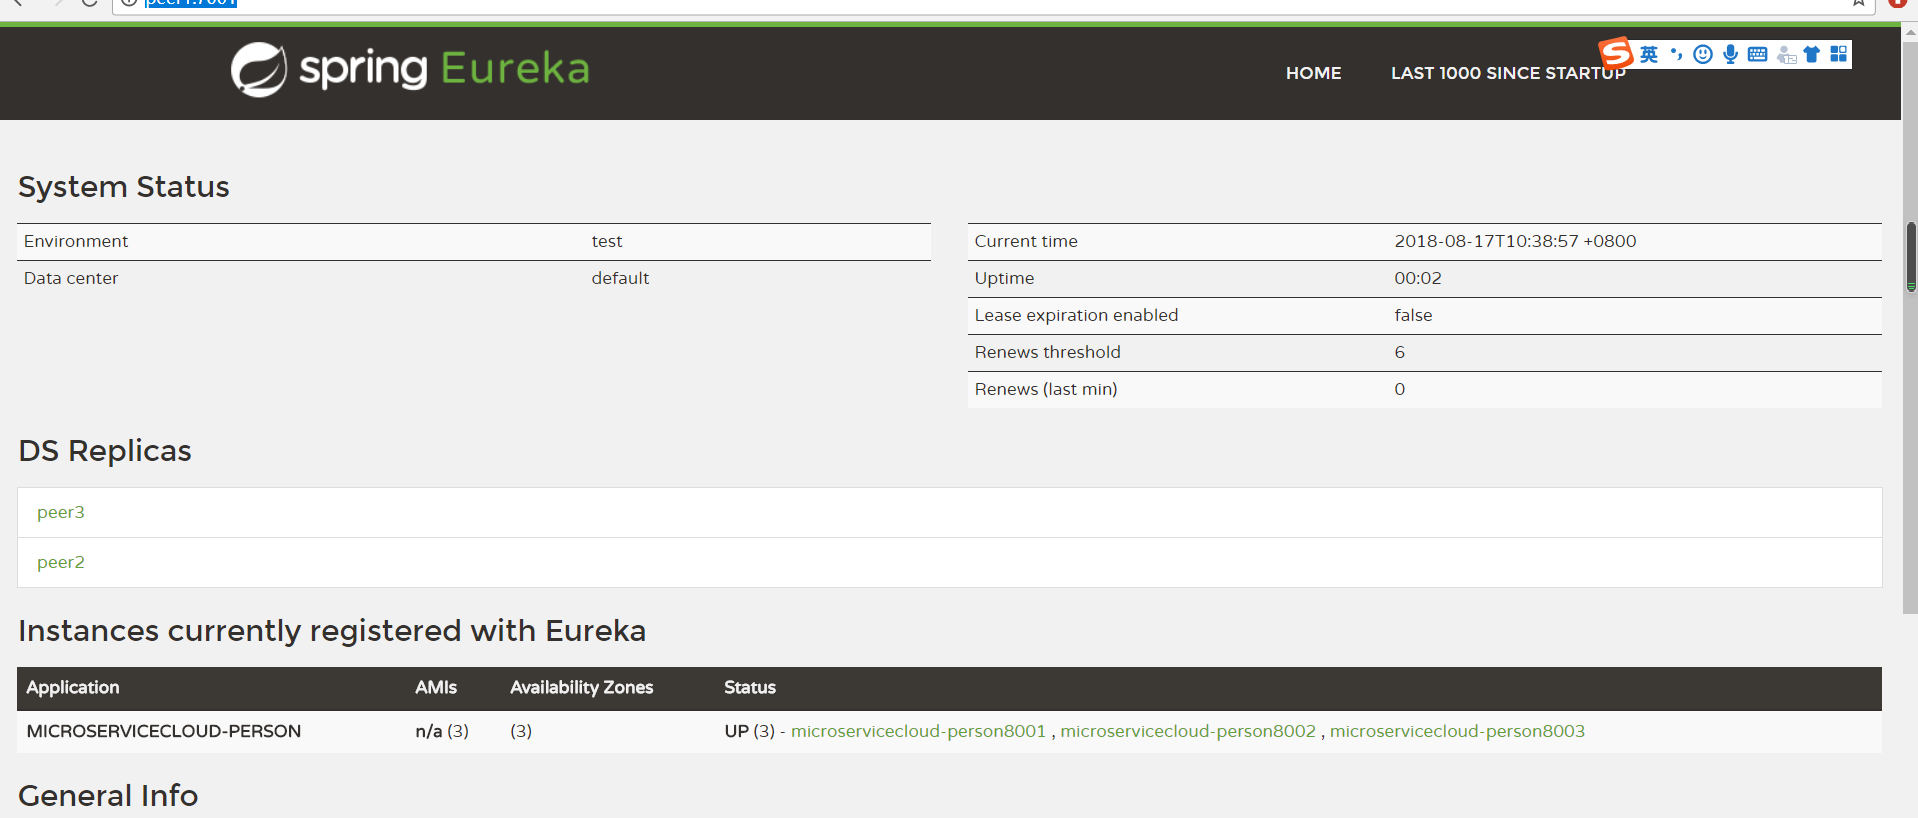 peer1:7001
spring Eureka
HOME LAST 1000 SINCE STARTUP
S 英
System Status
Environment test
Data center default
Current time 2018-08-17T10:38:57 +0800
Uptime 00:02
Lease expiration enabled false
Renews threshold 6
Renews (last min) 0
DS Replicas
peer3
peer2
Instances currently registered with Eureka
Application AMIs Availability Zones Status
MICROSERVICECLOUD-PERSON n/a (3) (3) UP (3) - microservicecloud-person8001 , microservicecloud-person8002 , microservicecloud-person8003
General Info